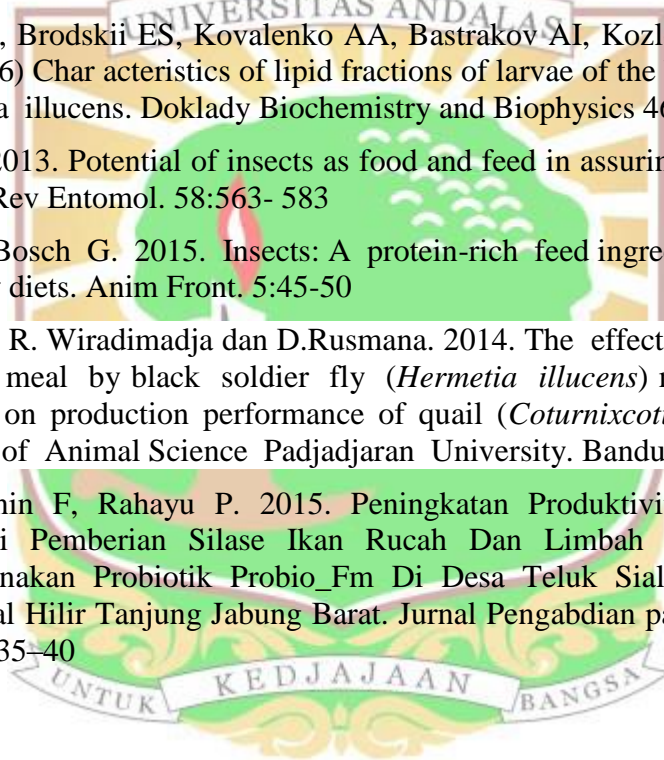 UNIVERSITAS ANDALAS
, Brodskii ES, Kovalenko AA, Bastrakov AI, Kozl
6) Char acteristics of lipid fractions of larvae of the
a illucens. Doklady Biochemistry and Biophysics 46
2013. Potential of insects as food and feed in assurin
Rev Entomol. 58:563- 583
Bosch G. 2015. Insects: A protein-rich feed ingre
diets. Anim Front. 5:45-50
R. Wiradimadja dan D.Rusmana. 2014. The effect
meal by black soldier fly (Hermetia illucens) n
on production performance of quail (Coturnixcotu
of Animal Science Padjadjaran University. Bandu
nin F, Rahayu P. 2015. Peningkatan Produktivi
i Pemberian Silase Ikan Rucah Dan Limbah
nakan Probiotik Probio_Fm Di Desa Teluk Sial
al Hilir Tanjung Jabung Barat. Jurnal Pengabdian pa
35–40
UNTUK KEDJAJAAN BANGSA